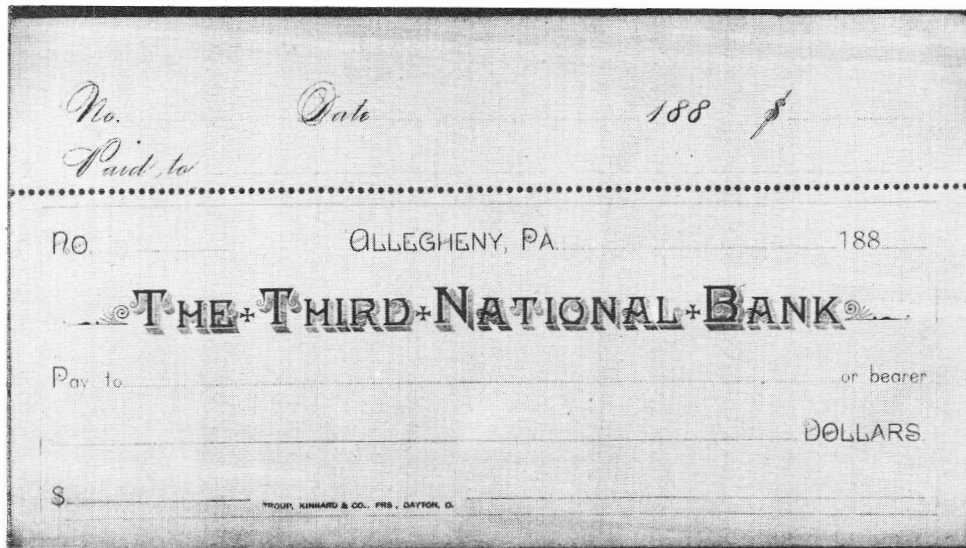 No. Date 188 $
Paid to
No. ALLEGHENY, PA. 188
THE THIRD NATIONAL BANK
Pay to or bearer
DOLLARS
$ TROUP, KINNARD & CO., PRS., DAYTON, O.